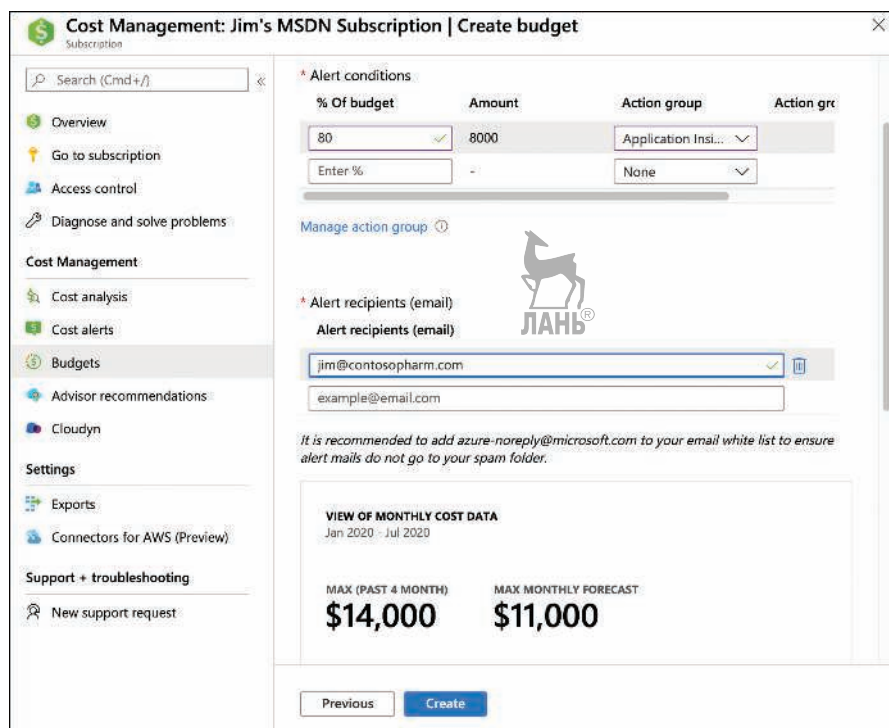 Cost Management: Jim's MSDN Subscription | Create budget
Subscription
Search (Cmd+/)
Overview
Go to subscription
Access control
Diagnose and solve problems
Cost Management
Cost analysis
Cost alerts
Budgets
Advisor recommendations
Cloudyn
Settings
Exports
Connectors for AWS (Preview)
Support + troubleshooting
New support request
* Alert conditions
% Of budget Amount Action group Action grc
80 8000 Application Insi...
Enter % - None
Manage action group
ЛАНЬ®
* Alert recipients (email)
Alert recipients (email)
jim@contosopharm.com
example@email.com
It is recommended to add azure-noreply@microsoft.com to your email white list to ensure
alert mails do not go to your spam folder.
VIEW OF MONTHLY COST DATA
Jan 2020 - Jul 2020
MAX (PAST 4 MONTH) MAX MONTHLY FORECAST
$14,000 $11,000
Previous Create